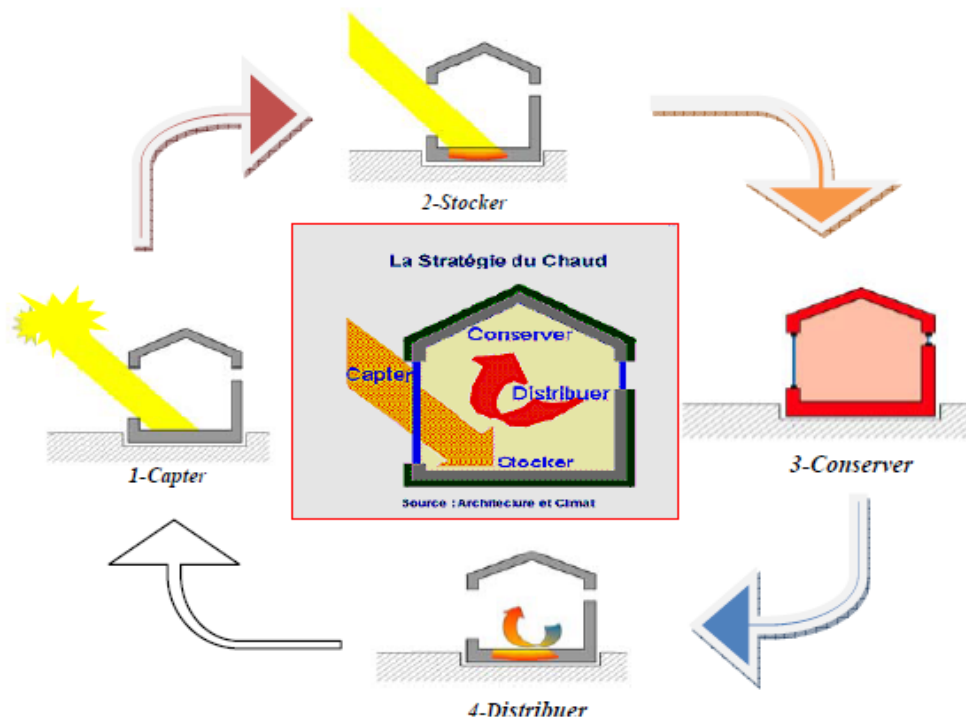 2-Stocker
La Stratégie du Chaud
Conserver
Capter
Distribuer
Stocker
Source : Architecture et Climat
1-Capter
3-Conserver
4-Distribuer